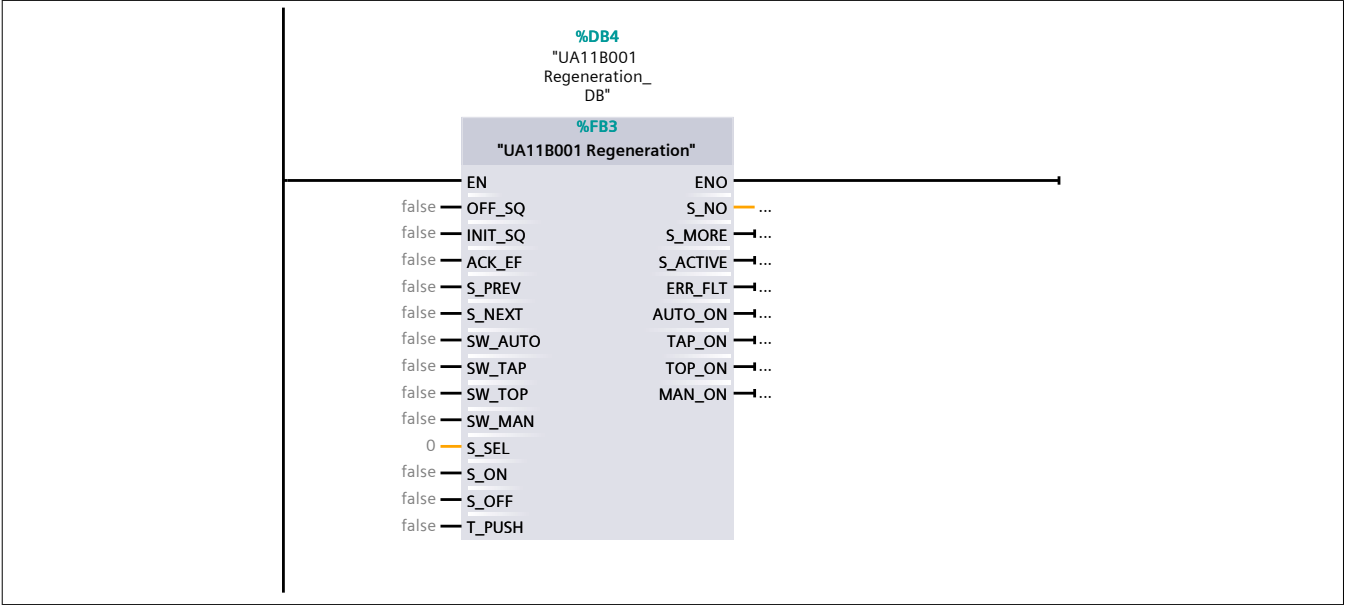 %DB4
"UA11B001
Regeneration_
DB"
%FB3
"UA11B001 Regeneration"
EN ENO
false OFF_SQ S_NO ...
false INIT_SQ S_MORE ...
false ACK_EF S_ACTIVE ...
false S_PREV ERR_FLT ...
false S_NEXT AUTO_ON ...
false SW_AUTO TAP_ON ...
false SW_TAP TOP_ON ...
false SW_TOP MAN_ON ...
false SW_MAN
0 S_SEL
false S_ON
false S_OFF
false T_PUSH